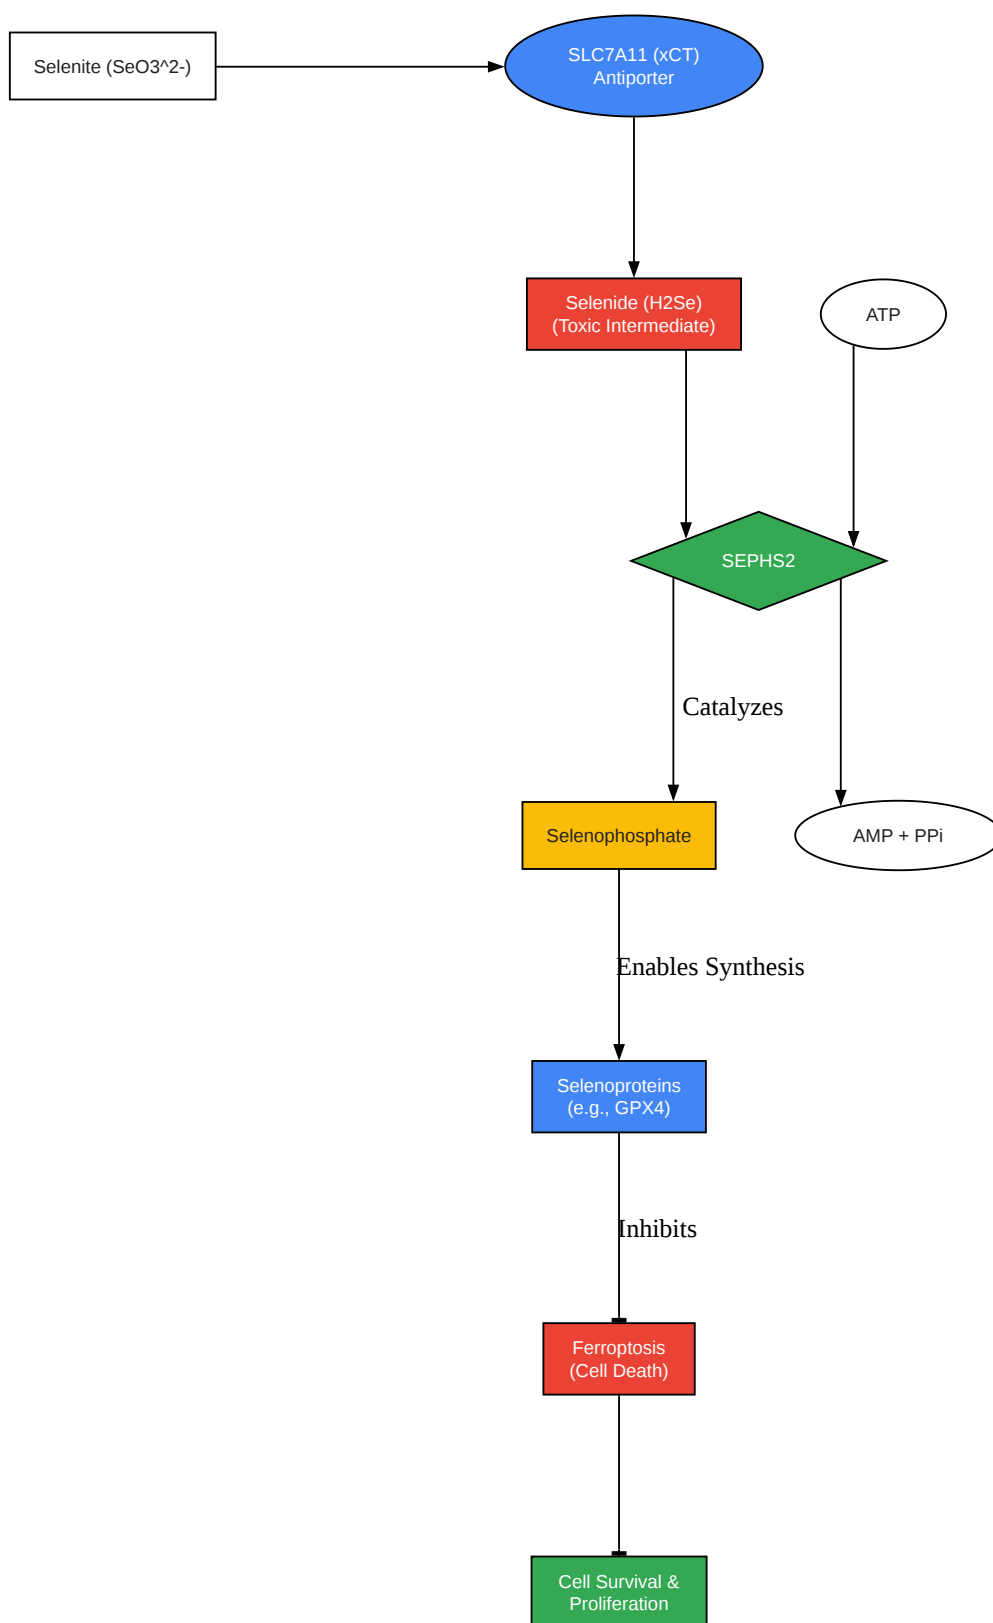 Selenite (SeO3^2-)
SLC7A11 (xCT)
Antiporter
Selenide (H2Se)
(Toxic Intermediate)
ATP
SEPHS2
Catalyzes
Selenophosphate
AMP + PPi
Enables Synthesis
Selenoproteins
(e.g., GPX4)
Inhibits
Ferroptosis
(Cell Death)
Cell Survival &
Proliferation